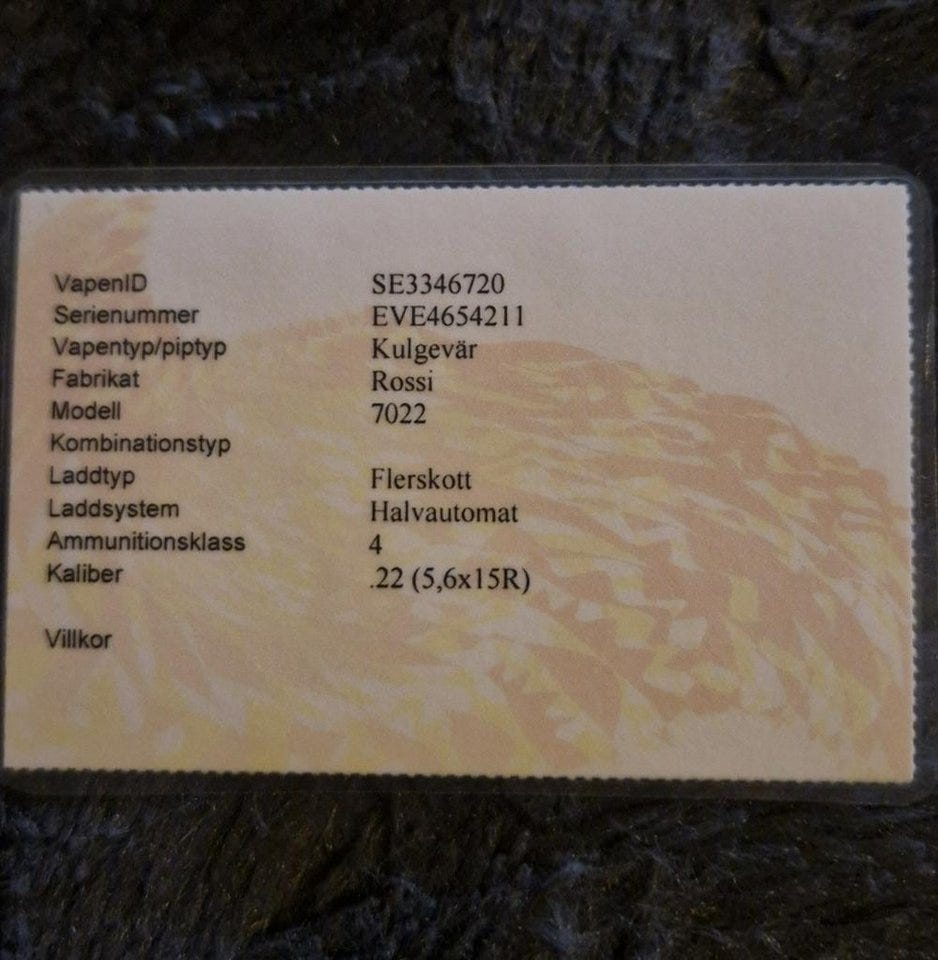 VapenID SE3346720
Serienummer EVE4654211
Vapentyp/piptyp Kulgevär
Fabrikat Rossi
Modell 7022
Kombinationstyp
Laddtyp Flerskott
Laddsystem Halvautomat
Ammunitionsklass 4
Kaliber .22 (5,6x15R)
Villkor